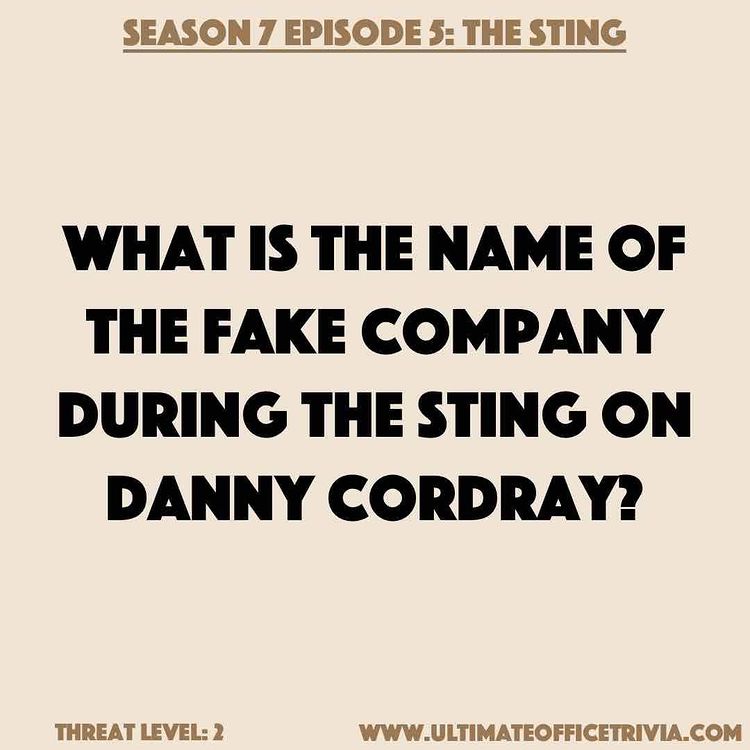 SEASON 7 EPISODE 5: THE STING
WHAT IS THE NAME OF
THE FAKE COMPANY
DURING THE STING ON
DANNY CORDRAY?
THREAT LEVEL: 2
WWW.ULTIMATEOFFICETRIVIA.COM